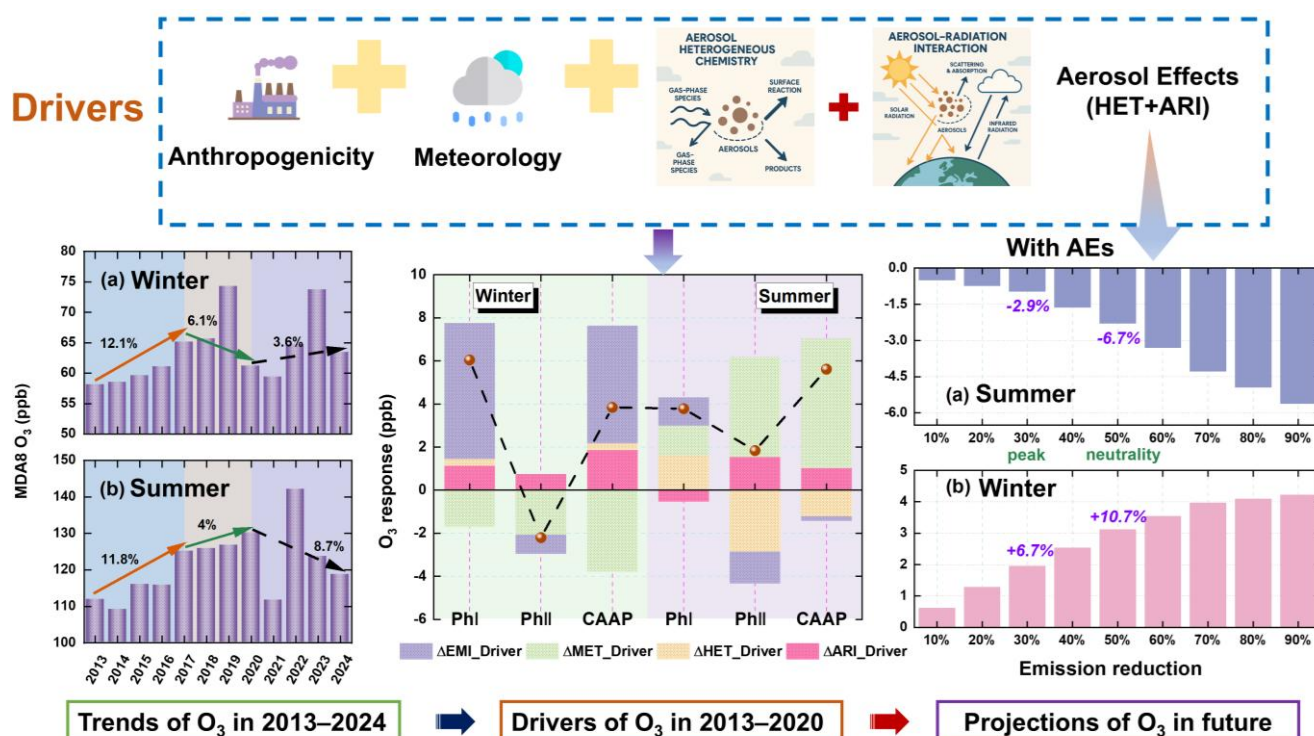 Drivers
Anthropogenicity
Meteorology
AEROSOL
HETEROGENEOUS
CHEMISTRY
GAS-PHASE
SPECIES
SURFACE
REACTION
AEROSOLS
GAS-
PHASE
SPECIES
PRODUCTS
AEROSOL–RADIATION
INTERACTION
SCATTERING
& ABSORPTION
SOLAR
RADIATION
AEROSOLS
INFRARED
RADIATION
Aerosol Effects
(HET+ARI)
MDA8 O₃ (ppb)
80
75
70
65
60
55
50
(a) Winter
12.1%
6.1%
3.6%
150
140
130
120
110
100
(b) Summer
11.8%
4%
8.7%
2013
2014
2015
2016
2017
2018
2019
2020
2021
2022
2023
2024
O₃ response (ppb)
10
8
6
4
2
0
-2
-4
-6
Winter
Summer
PhI PhII CAAP PhI PhII CAAP
ΔEMI_Driver ΔMET_Driver ΔHET_Driver ΔARI_Driver
With AEs
0.0
-1.5
-3.0
-4.5
-6.0
-2.9%
-6.7%
(a) Summer
10% 20% 30% 40% 50% 60% 70% 80% 90%
peak neutrality
5
4
3
2
1
0
(b) Winter
+6.7%
+10.7%
10% 20% 30% 40% 50% 60% 70% 80% 90%
Emission reduction
Trends of O₃ in 2013–2024
Drivers of O₃ in 2013–2020
Projections of O₃ in future